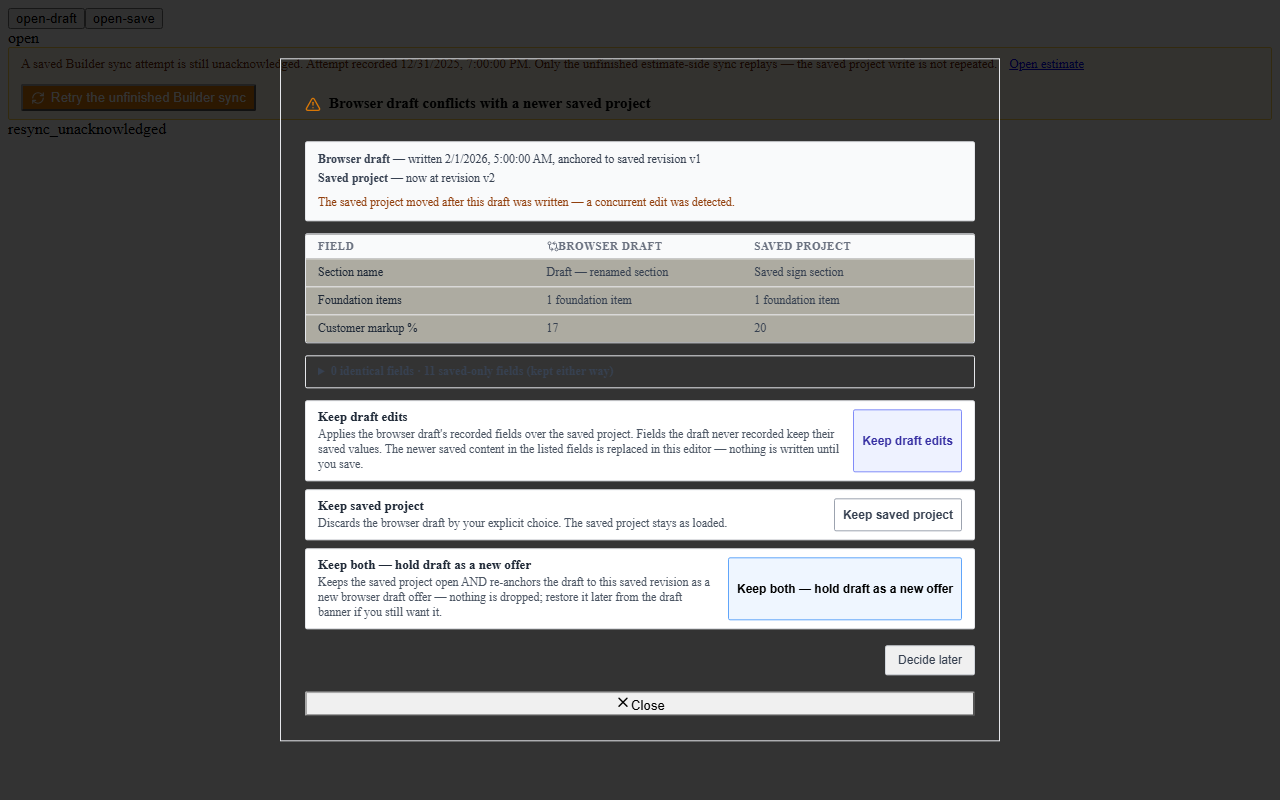 open-draft open-save
open
A saved Builder sync attempt is still unacknowledged. Attempt recorded 12/31/2025, 7:00:00 PM. Only the unfinished estimate-side sync replays — the saved project write is not repeated. Open estimate
Retry the unfinished Builder sync
resync_unacknowledged
Browser draft conflicts with a newer saved project
Browser draft — written 2/1/2026, 5:00:00 AM, anchored to saved revision v1
Saved project — now at revision v2
The saved project moved after this draft was written — a concurrent edit was detected.
FIELD BROWSER DRAFT SAVED PROJECT
Section name Draft — renamed section Saved sign section
Foundation items 1 foundation item 1 foundation item
Customer markup % 17 20
9 identical fields · 11 saved-only fields (kept either way)
Keep draft edits
Applies the browser draft's recorded fields over the saved project. Fields the draft never recorded keep their
saved values. The newer saved content in the listed fields is replaced in this editor — nothing is written until
you save.
Keep draft edits
Keep saved project
Discards the browser draft by your explicit choice. The saved project stays as loaded.
Keep saved project
Keep both — hold draft as a new offer
Keeps the saved project open AND re-anchors the draft to this saved revision as a
new browser draft offer — nothing is dropped; restore it later from the draft
banner if you still want it.
Keep both — hold draft as a new offer
Decide later
Close